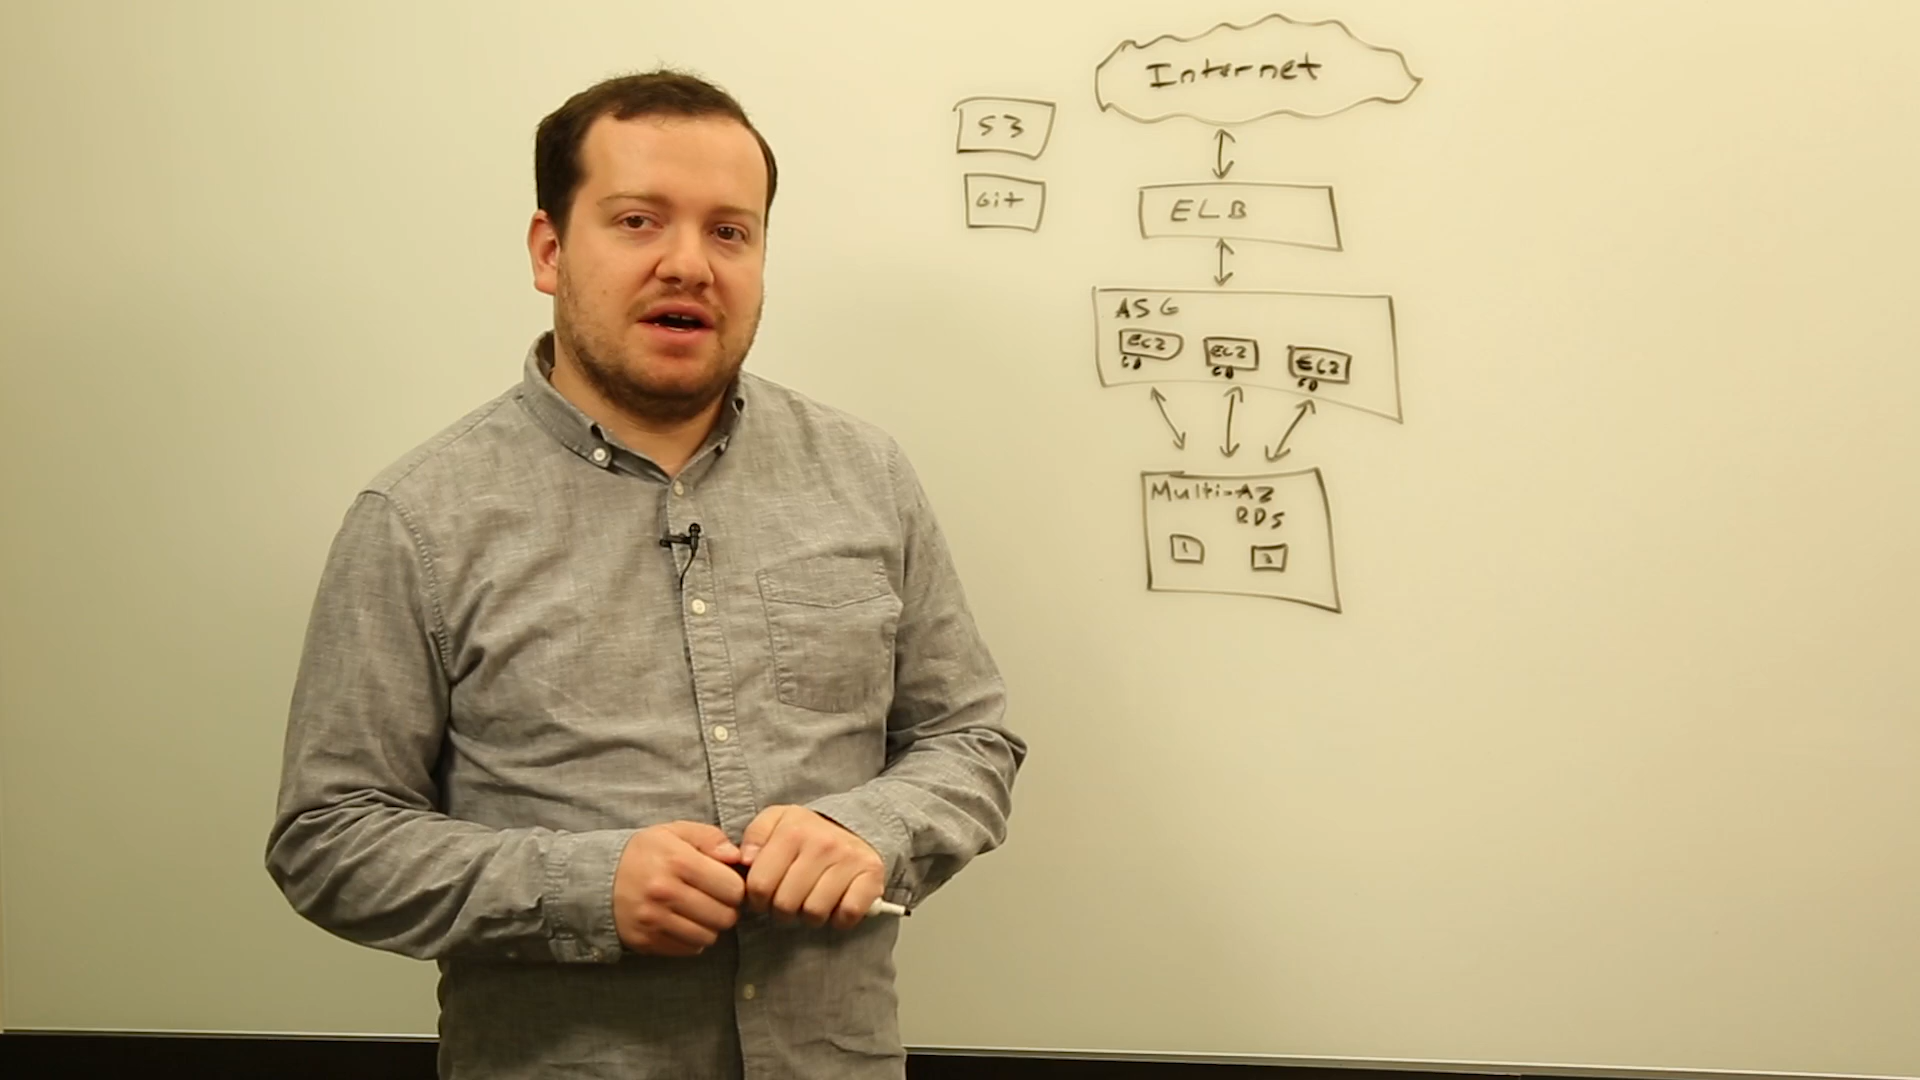 Internet
S3
Git
ELB
ASG
EC2 EC2 EC2
CD CD CD
Multi-AZ
RDS
1 2